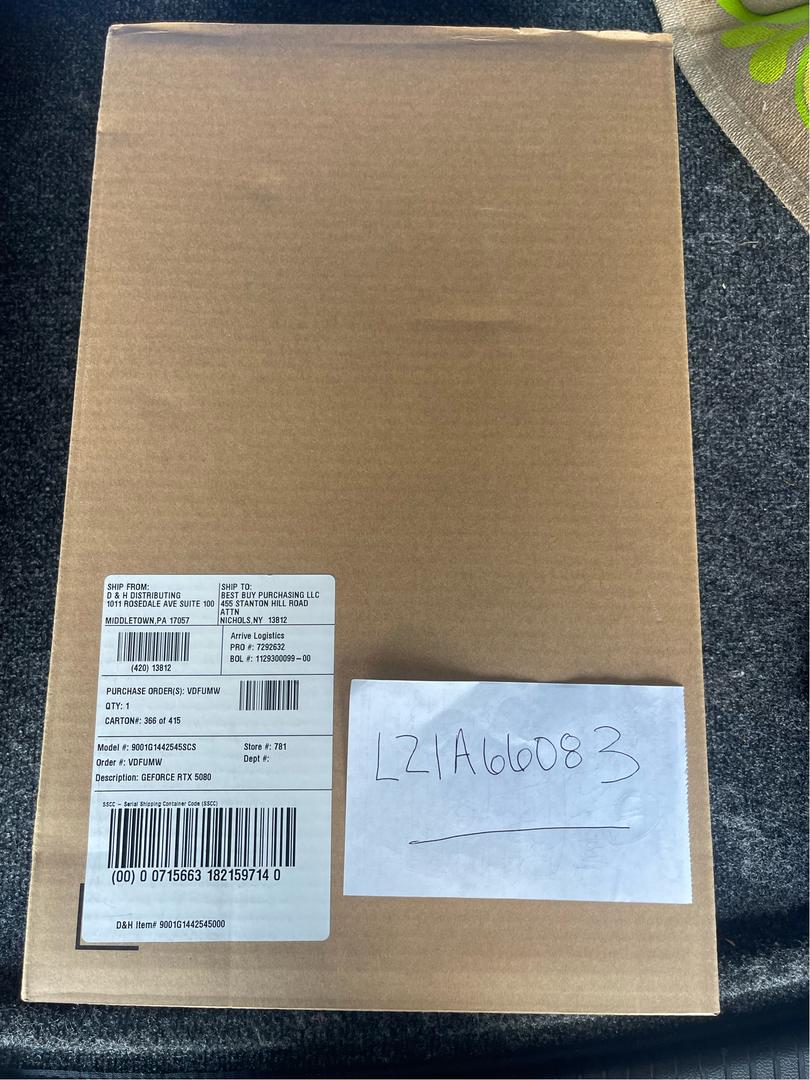 SHIP FROM:
D & H DISTRIBUTING
1011 ROSEDALE AVE SUITE 100
MIDDLETOWN,PA 17057
SHIP TO:
BEST BUY PURCHASING LLC
455 STANTON HILL ROAD
ATTN
NICHOLS,NY 13812
(420) 13812
Arrive Logistics
PRO #: 7292632
BOL #: 1129300099-00
PURCHASE ORDER(S): VDFUMW
QTY: 1
CARTON#: 366 of 415
Model #: 9001G1442545SCS
Order #: VDFUMW
Description: GEFORCE RTX 5080
Store #: 781
Dept #:
SSCC - Serial Shipping Container Code (SSCC)
(00) 0 0715663 182159714 0
D&H Item# 9001G1442545000
LZ1A66083